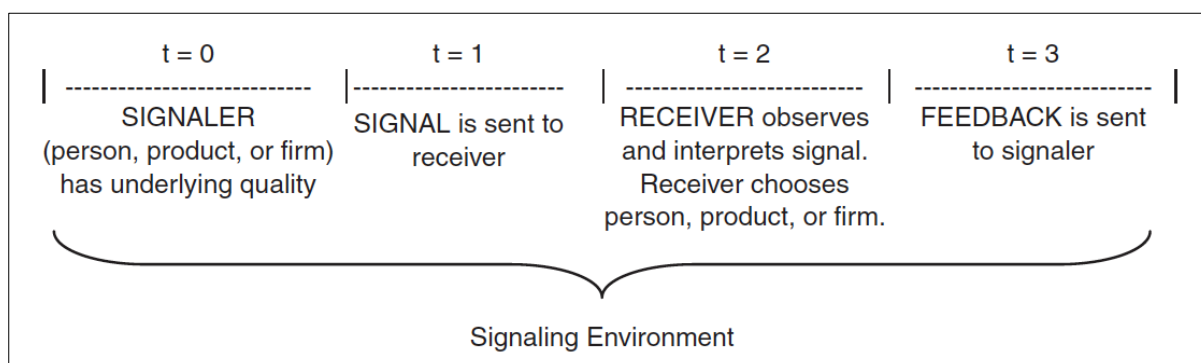 t = 0
SIGNALER
(person, product, or firm)
has underlying quality
t = 1
SIGNAL is sent to
receiver
t = 2
RECEIVER observes
and interprets signal.
Receiver chooses
person, product, or firm.
t = 3
FEEDBACK is sent
to signaler
Signaling Environment